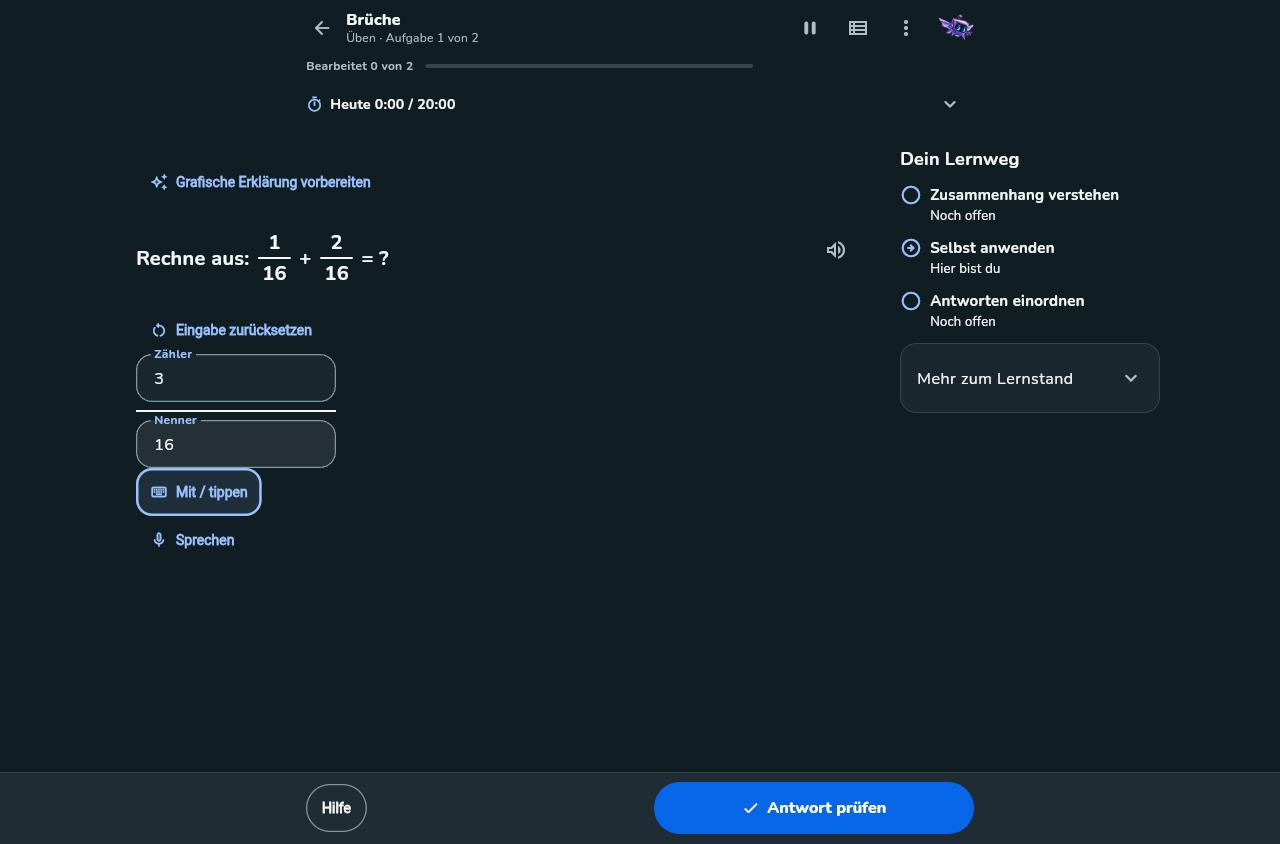 Brüche
Üben · Aufgabe 1 von 2
Bearbeitet 0 von 2
Heute 0:00 / 20:00
Grafische Erklärung vorbereiten
Rechne aus: 1/16 + 2/16 = ?
Eingabe zurücksetzen
Zähler
3
Nenner
16
Mit / tippen
Sprechen
Dein Lernweg
Zusammenhang verstehen
Noch offen
Selbst anwenden
Hier bist du
Antworten einordnen
Noch offen
Mehr zum Lernstand
Hilfe
Antwort prüfen